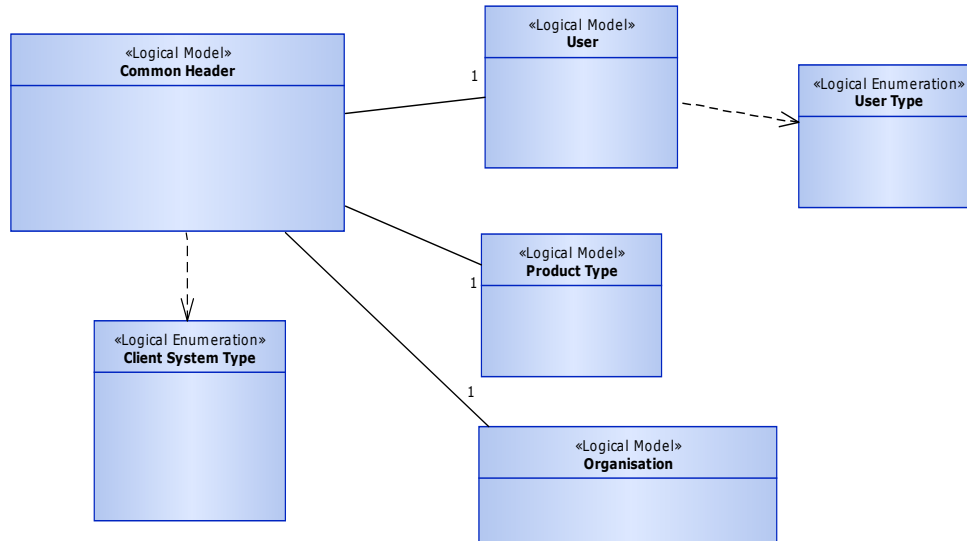 «Logical Model»
Common Header
1
«Logical Model»
User
«Logical Enumeration»
User Type
«Logical Model»
Product Type
1
«Logical Enumeration»
Client System Type
1
«Logical Model»
Organisation